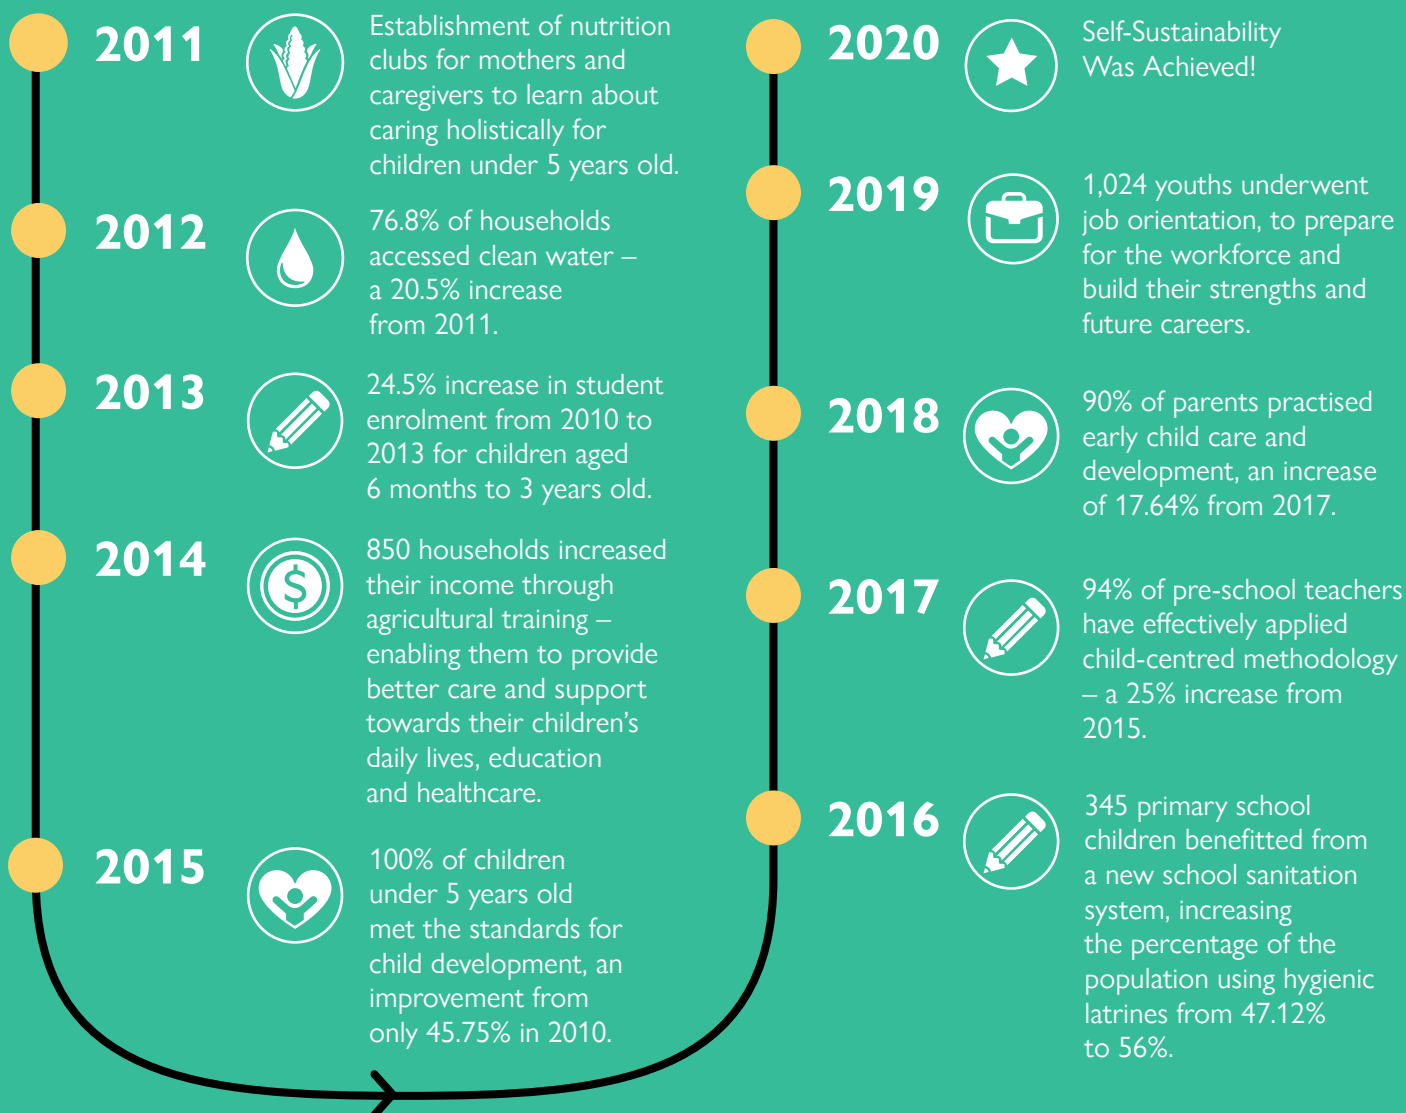 2011
Establishment of nutrition
clubs for mothers and
caregivers to learn about
caring holistically for
children under 5 years old.
2012
76.8% of households
accessed clean water –
a 20.5% increase
from 2011.
2013
24.5% increase in student
enrolment from 2010 to
2013 for children aged
6 months to 3 years old.
2014
$
850 households increased
their income through
agricultural training –
enabling them to provide
better care and support
towards their children’s
daily lives, education
and healthcare.
2015
100% of children
under 5 years old
met the standards for
child development, an
improvement from
only 45.75% in 2010.
2016
345 primary school
children benefitted from
a new school sanitation
system, increasing
the percentage of the
population using hygienic
latrines from 47.12%
to 56%.
2017
94% of pre-school teachers
have effectively applied
child-centred methodology
– a 25% increase from
2015.
2018
90% of parents practised
early child care and
development, an increase
of 17.64% from 2017.
2019
1,024 youths underwent
job orientation, to prepare
for the workforce and
build their strengths and
future careers.
2020
Self-Sustainability
Was Achieved!